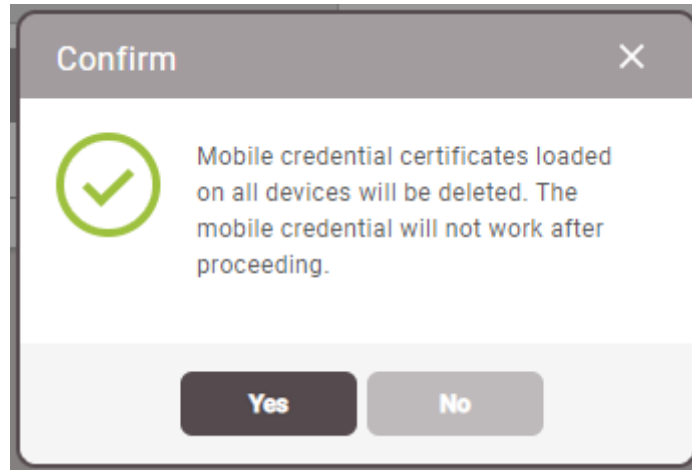 Confirm
Mobile credential certificates loaded
on all devices will be deleted. The
mobile credential will not work after
proceeding.
Yes
No